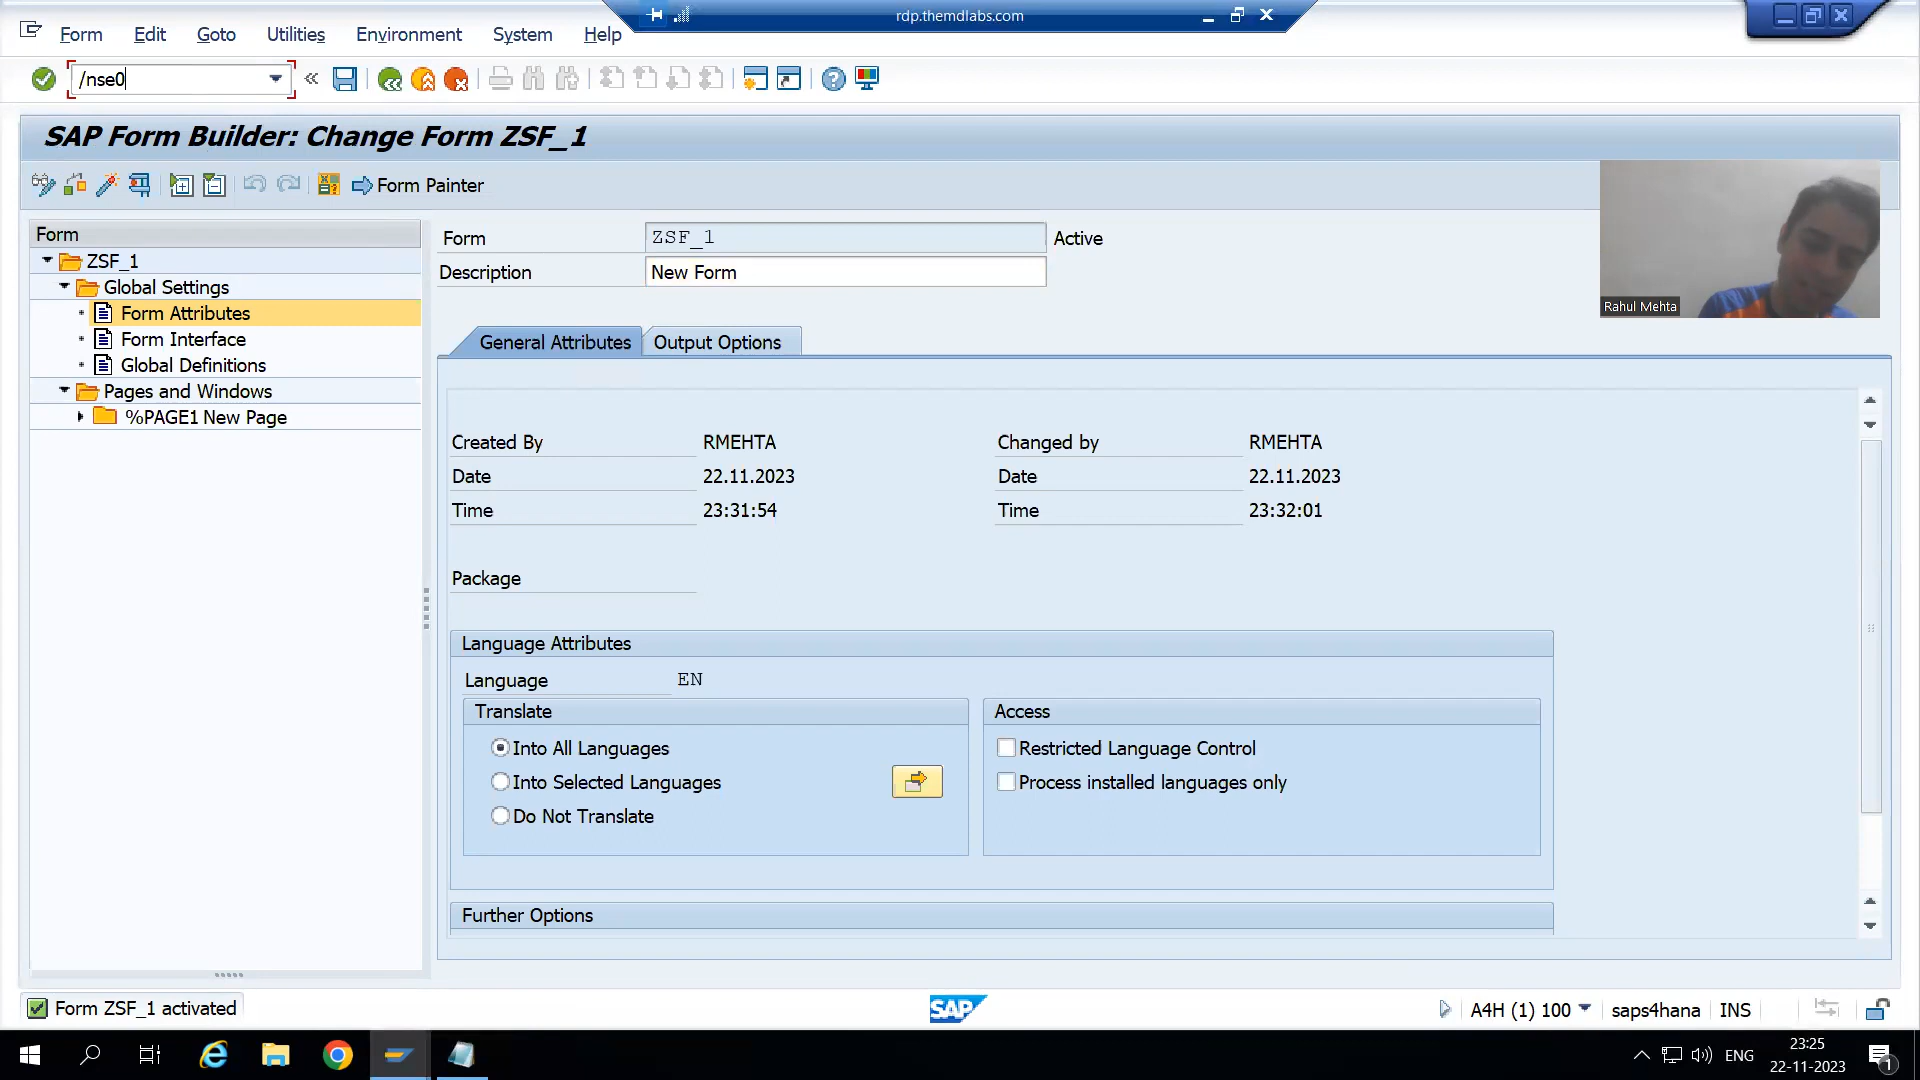 rdp.themdlabs.com
Form Edit Goto Utilities Environment System Help
/nse0
SAP Form Builder: Change Form ZSF_1
Form Painter
Form
ZSF_1
Global Settings
Form Attributes
Form Interface
Global Definitions
Pages and Windows
%PAGE1 New Page
Form ZSF_1 Active
Description New Form
General Attributes Output Options
Created By RMEHTA Changed by RMEHTA
Date 22.11.2023 Date 22.11.2023
Time 23:31:54 Time 23:32:01
Package
Language Attributes
Language EN
Translate Access
Into All Languages Restricted Language Control
Into Selected Languages Process installed languages only
Do Not Translate
Further Options
Rahul Mehta
Form ZSF_1 activated
SAP
A4H (1) 100 saps4hana INS
ENG
23:25
22-11-2023
1